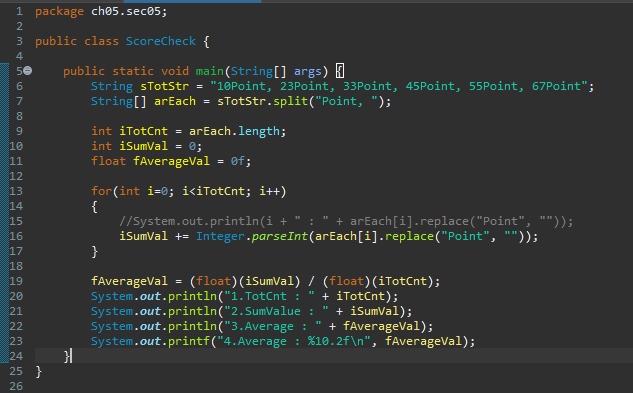 1 package ch05.sec05;
2
3 public class ScoreCheck {
4
5 public static void main(String[] args) {
6 String sTotStr = "10Point, 23Point, 33Point, 45Point, 55Point, 67Point";
7 String[] arEach = sTotStr.split("Point, ");
8
9 int iTotCnt = arEach.length;
10 int iSumVal = 0;
11 float fAverageVal = 0f;
12
13 for(int i=0; i<iTotCnt; i++)
14 {
15 //System.out.println(i + " : " + arEach[i].replace("Point", ""));
16 iSumVal += Integer.parseInt(arEach[i].replace("Point", ""));
17 }
18
19 fAverageVal = (float)(iSumVal) / (float)(iTotCnt);
20 System.out.println("1.TotCnt : " + iTotCnt);
21 System.out.println("2.SumValue : " + iSumVal);
22 System.out.println("3.Average : " + fAverageVal);
23 System.out.printf("4.Average : %10.2f\n", fAverageVal);
24 }
25 }
26